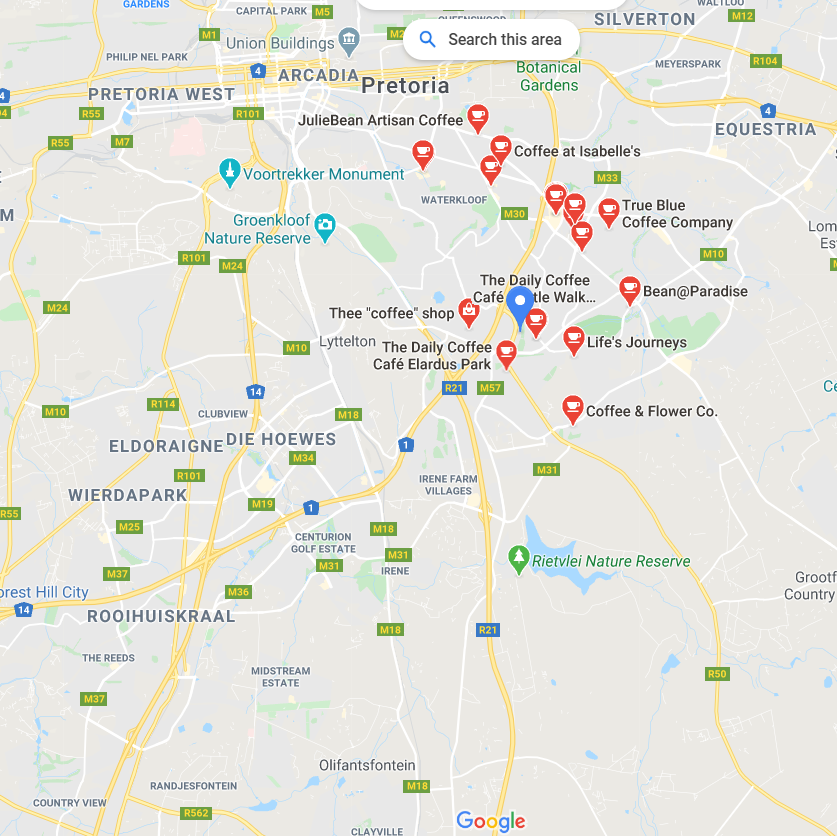 GARDENS
CAPITAL PARK
M5
QUEENSWOOD
SILVERTON
WALTLOO
M12
M1
Union Buildings
M2
Search this area
PHILIP NEL PARK
4
ARCADIA
Pretoria
Botanical
Gardens
MEYERSPARK
R104
4
PRETORIA WEST
R55
R101
4
EQUESTRIA
04
R55
M7
JulieBean Artisan Coffee
Coffee at Isabelle's
Voortrekker Monument
M33
WATERKLOOF
M
Groenkloof
Nature Reserve
M30
True Blue
Coffee Company
Lom
Es
R101
M24
M10
The Daily Coffee
Café
tle Walk...
Bean@Paradise
M24
Thee "coffee" shop
Lyttelton
M10
The Daily Coffee
Café Elardus Park
Life's Journeys
R21
M57
14
Ce
M10
R114
CLUBVIEW
M18
Coffee & Flower Co.
ELDORAIGNE
DIE HOEWES
1
M34
M31
R101
IRENE FARM
VILLAGES
WIERDAPARK
M19
1
R55
M25
M18
CENTURION
GOLF ESTATE
M31
M31
IRENE
Rietvlei Nature Reserve
M37
Grootf
Country
orest Hill City
M36
14
ROOIHUISKRAAL
M18
R21
THE REEDS
MIDSTREAM
ESTATE
R50
M37
Olifantsfontein
RANDJESFONTEIN
M18
COUNTRY VIEW
R562
Google
CLAYVILLE